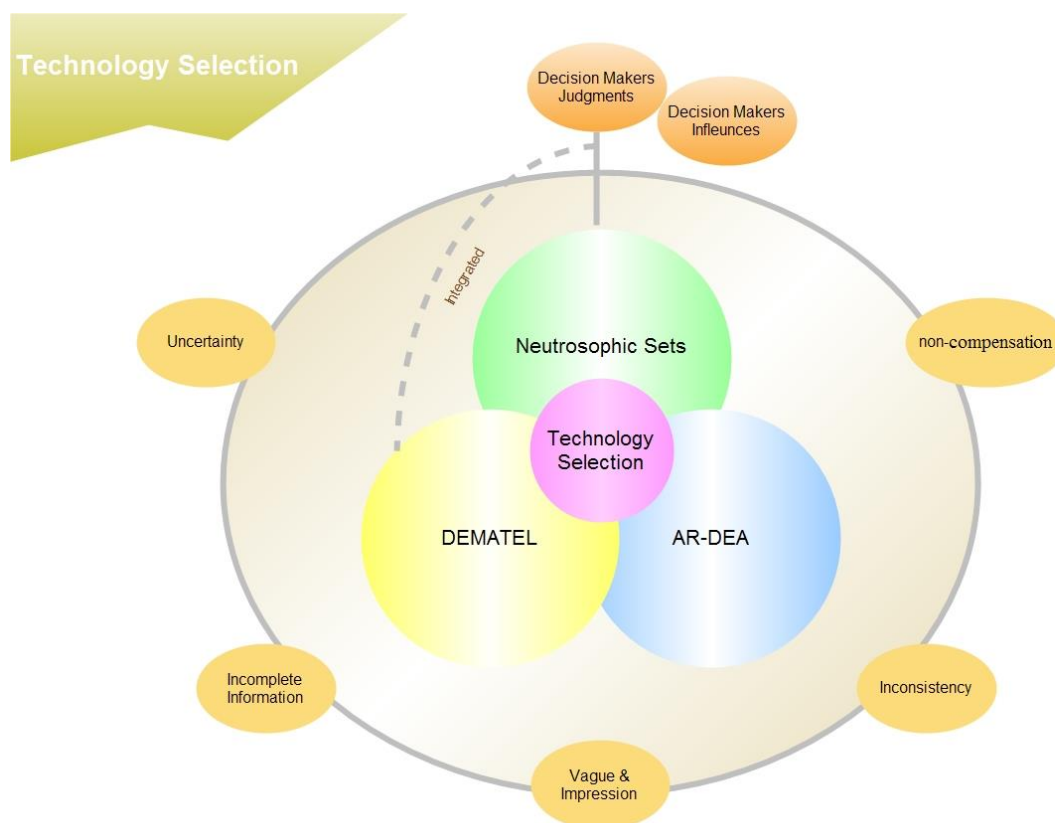 Technology Selection
Decision Makers
Judgments
Decision Makers
Infleunces
Integrated
Uncertainty
non-compensation
Neutrosophic Sets
Technology
Selection
DEMATEL
AR-DEA
Incomplete
Information
Inconsistency
Vague &
Impression